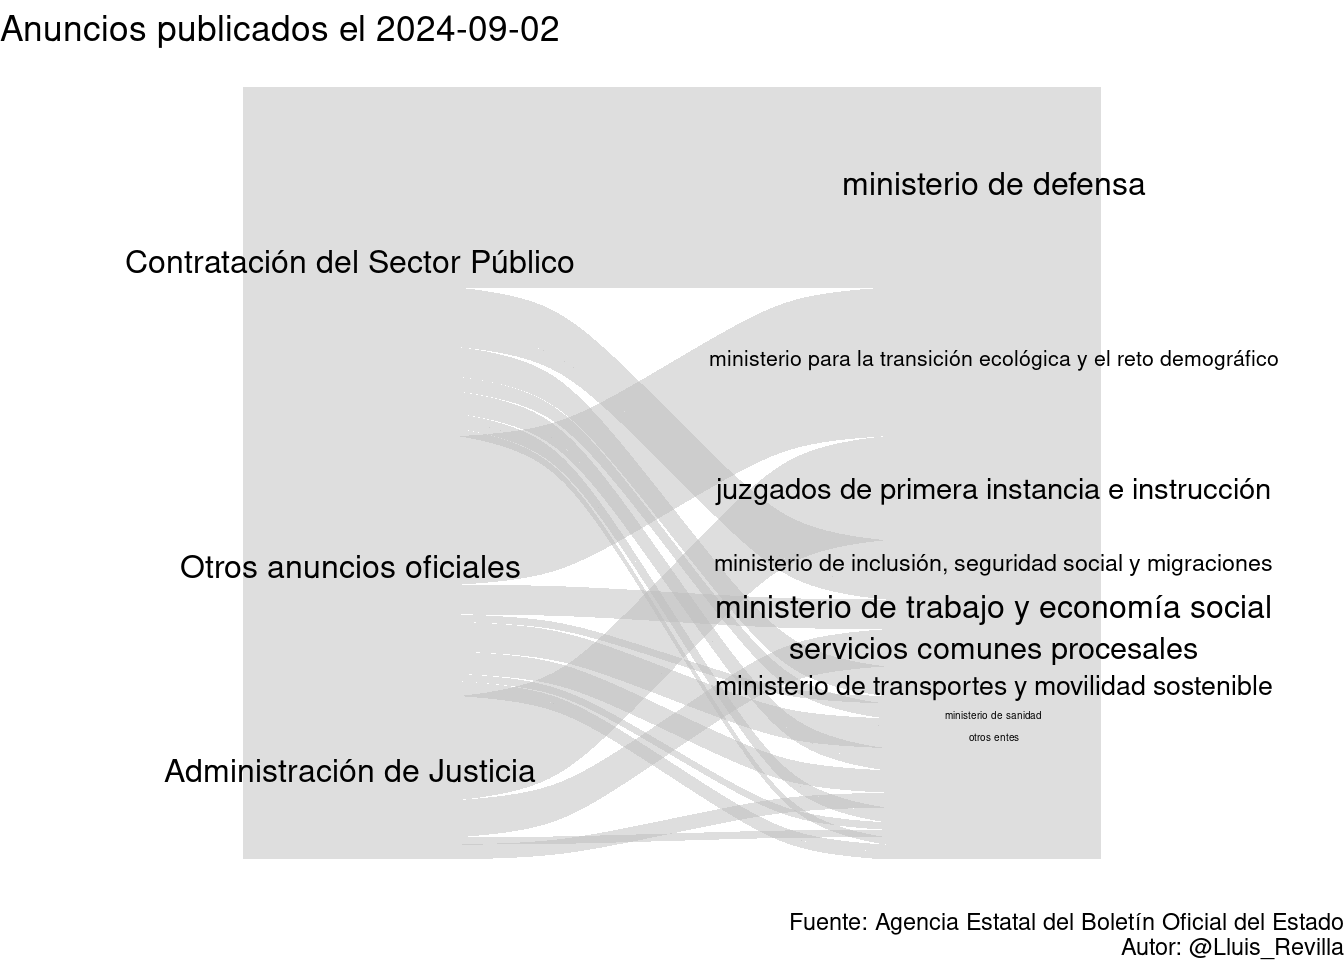 Anuncios publicados el 2024-09-02
ministerio de defensa
Contratación del Sector Público
ministerio para la transición ecológica y el reto demográfico
juzgados de primera instancia e instrucción
ministerio de inclusión, seguridad social y migraciones
Otros anuncios oficiales
ministerio de trabajo y economía social
servicios comunes procesales
ministerio de transportes y movilidad sostenible
ministerio de sanidad
otros entes
Administración de Justicia
Fuente: Agencia Estatal del Boletín Oficial del Estado
Autor: @Lluis_Revilla